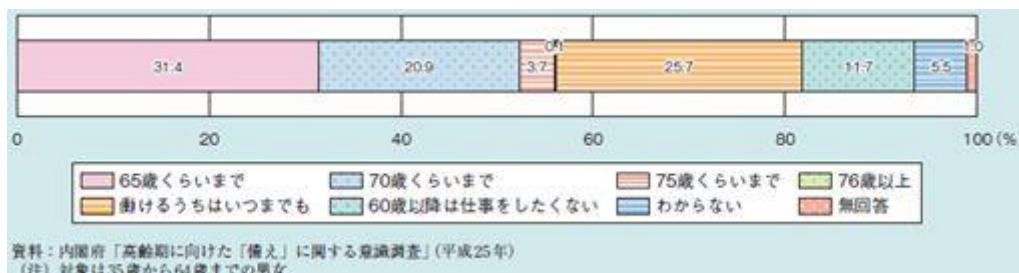 31.4 20.9 3.7 0.1 25.7 11.7 5.5 1.0
0 20 40 60 80 100(%)
65歳くらいまで 70歳くらいまで 75歳くらいまで 76歳以上
働けるうちはいつまでも 60歳以降は仕事をしたくない わからない 無回答
資料：内閣府「高齢期に向けた「備え」に関する意識調査」(平成25年)
(注) 対象は35歳から64歳までの男女